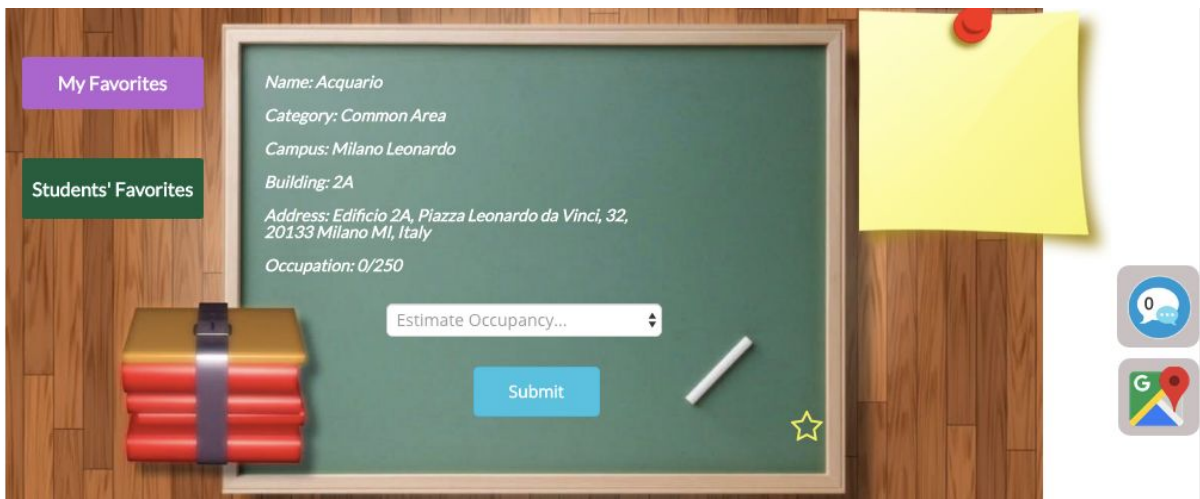 My Favorites
Students' Favorites
Name: Acquario
Category: Common Area
Campus: Milano Leonardo
Building: 2A
Address: Edificio 2A, Piazza Leonardo da Vinci, 32,
20133 Milano MI, Italy
Occupation: 0/250
Estimate Occupancy...
Submit
0
G